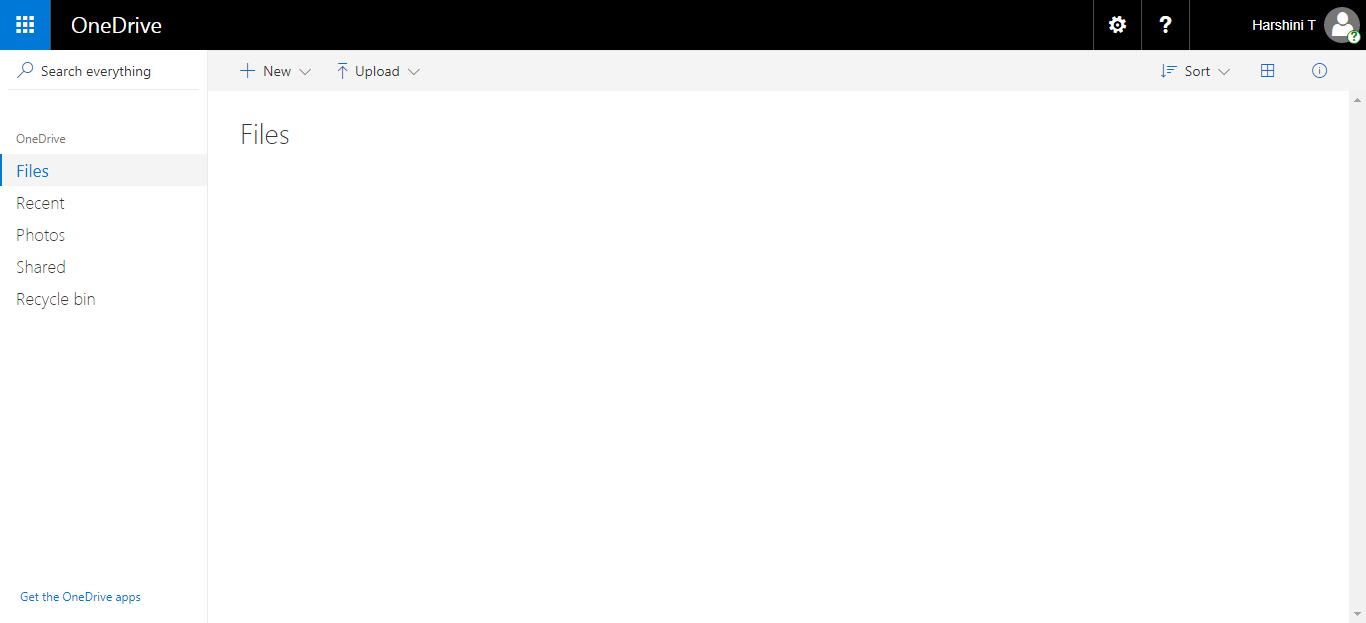 OneDrive
?
Harshini T
?
Search everything
New
Upload
Sort
OneDrive
Files
Recent
Photos
Shared
Recycle bin
Get the OneDrive apps
Files